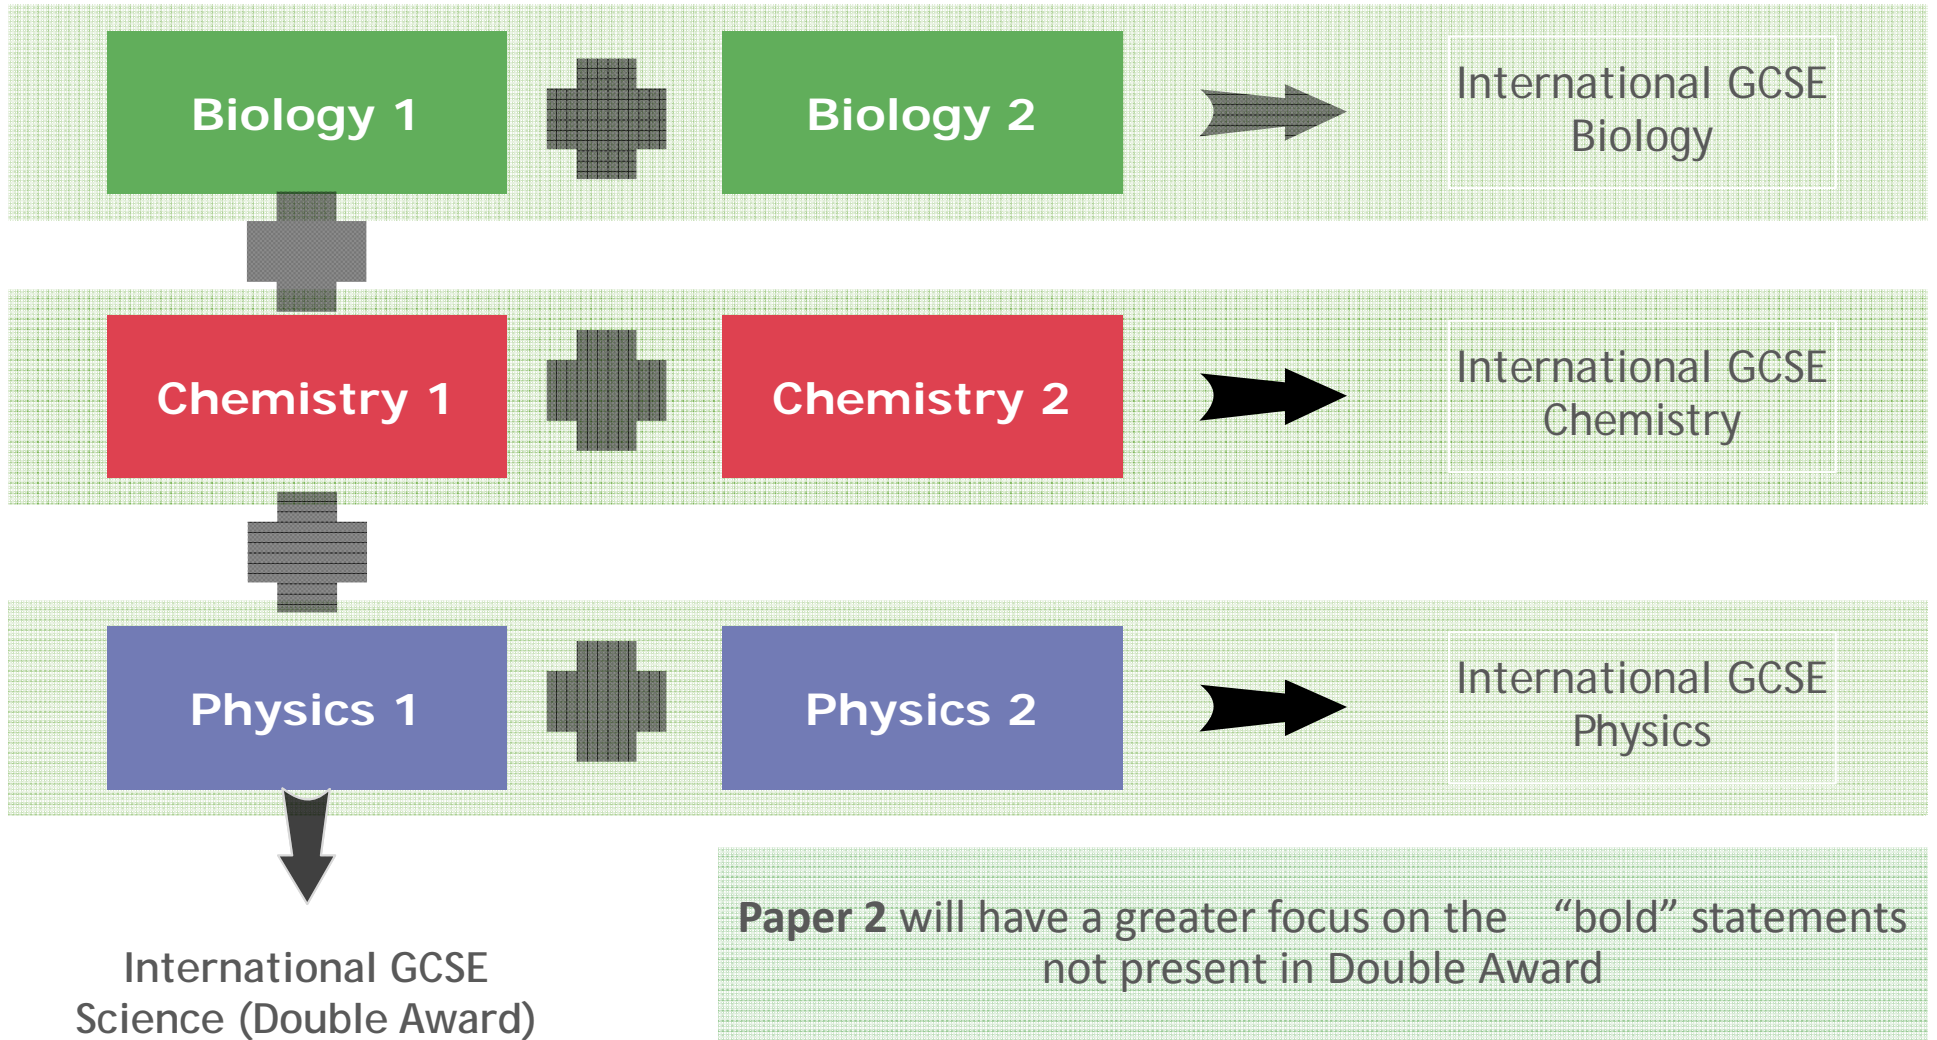 Biology 1
Biology 2
International GCSE
Biology
Chemistry 1
Chemistry 2
International GCSE
Chemistry
Physics 1
Physics 2
International GCSE
Physics
International GCSE
Science (Double Award)
Paper 2 will have a greater focus on the “bold” statements
not present in Double Award